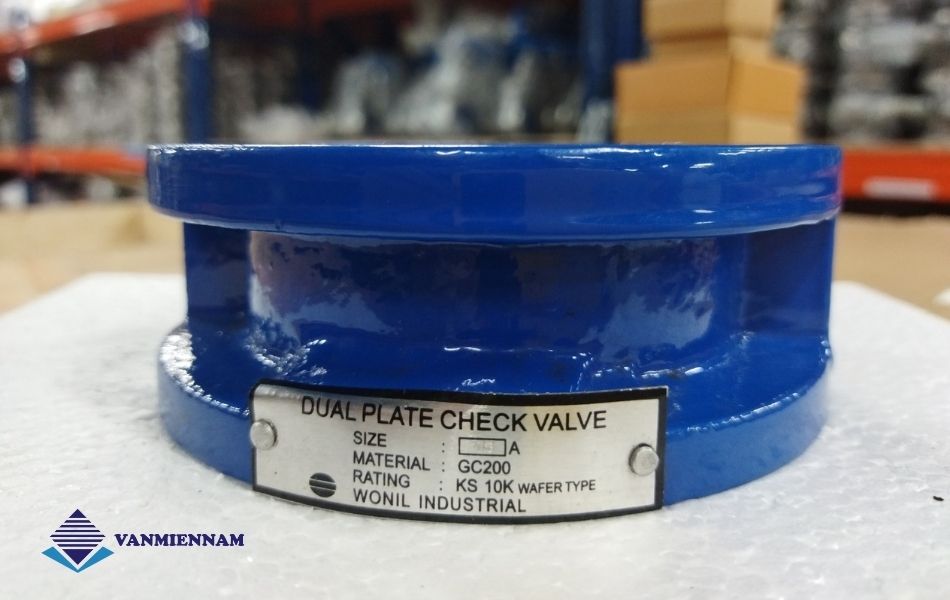 DUAL PLATE CHECK VALVE
SIZE : A
MATERIAL : GC200
RATING : KS 10K WAFER TYPE
WONIL INDUSTRIAL
VANMIENNAM